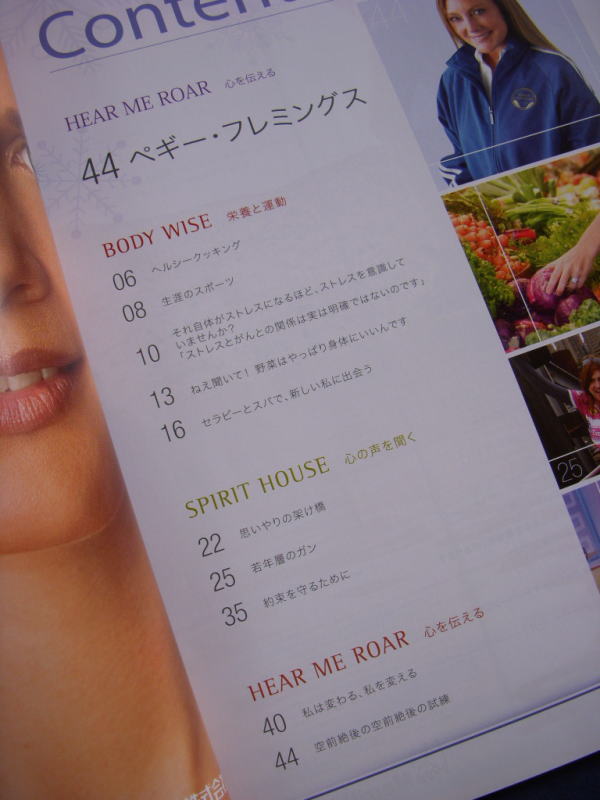 Conten
HEAR ME ROAR 心を伝える
44 ペギー・フレミングス
BODY WISE 栄養と運動
06 ヘルシークッキング
08 生涯のスポーツ
10 それ自体がストレスになるほど、ストレスを意識して
いませんか?
「ストレスとがんとの関係は実は明確ではないのです」
13 ねえ聞いて! 野菜はやっぱり身体にいいんです
16 セラピーとスパで、新しい私に出会う
SPIRIT HOUSE 心の声を聞く
22 思いやりの架け橋
25 若年層のガン
35 約束を守るために
HEAR ME ROAR 心を伝える
40 私は変わる、私を変える
44 空前絶後の空前絶後の試練
44
25
株式会